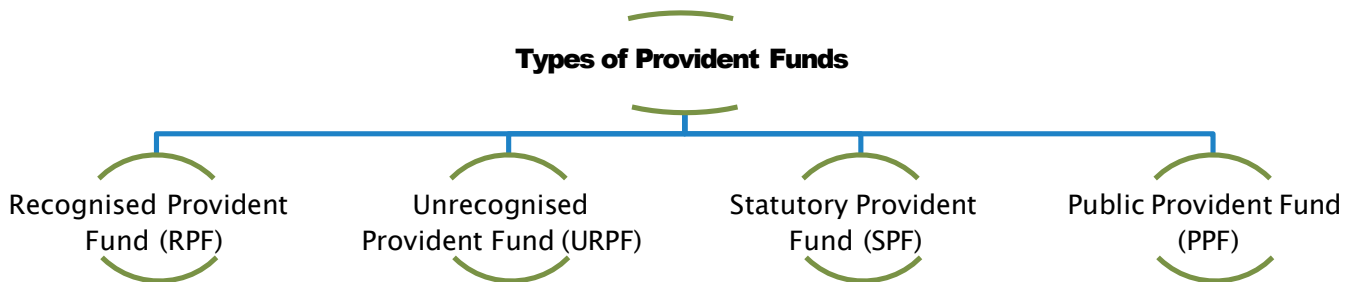 Types of Provident Funds
Recognised Provident
Fund (RPF)
Unrecognised
Provident Fund (URPF)
Statutory Provident
Fund (SPF)
Public Provident Fund
(PPF)